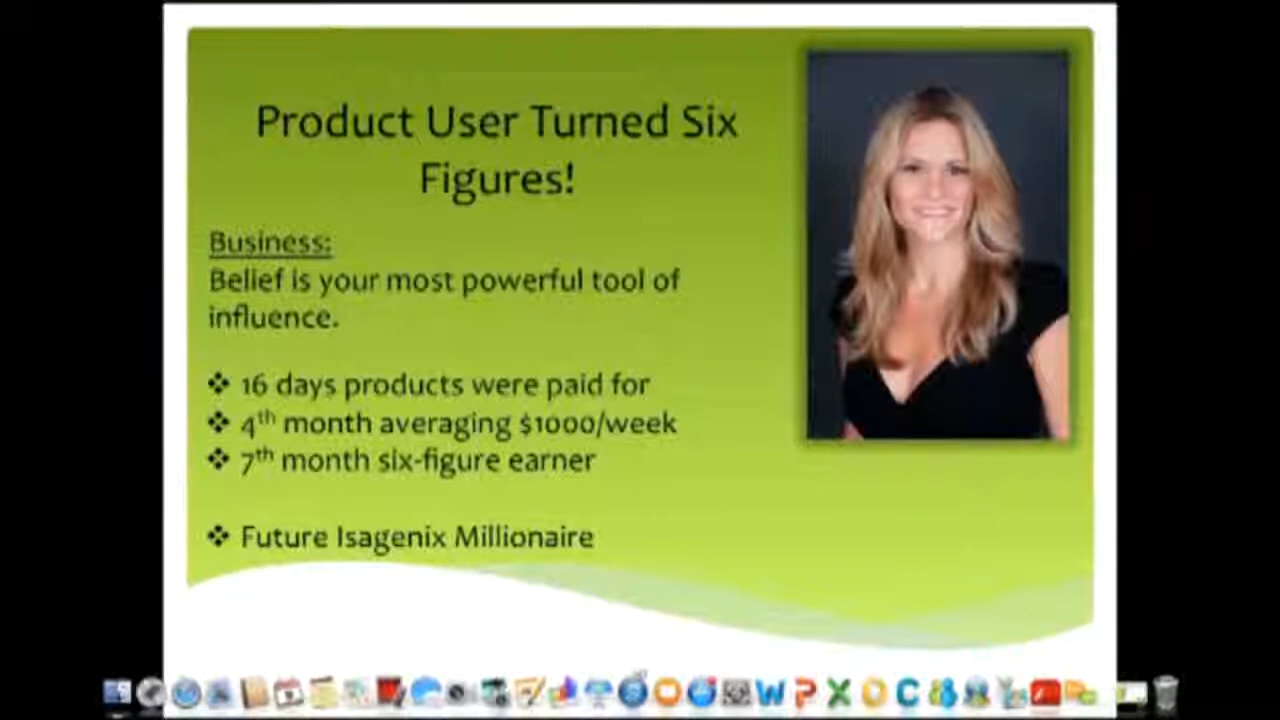 Product User Turned Six
Figures!
Business:
Belief is your most powerful tool of
influence.
❖ 16 days products were paid for
❖ 4th month averaging $1000/week
❖ 7th month six-figure earner
❖ Future Isagenix Millionaire